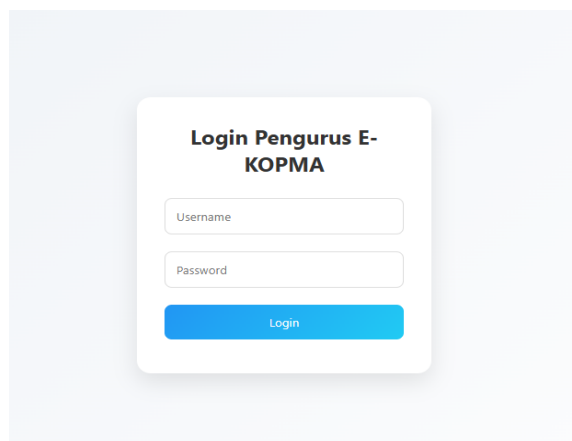 Login Pengurus E-
KOPMA
Username
Password
Login